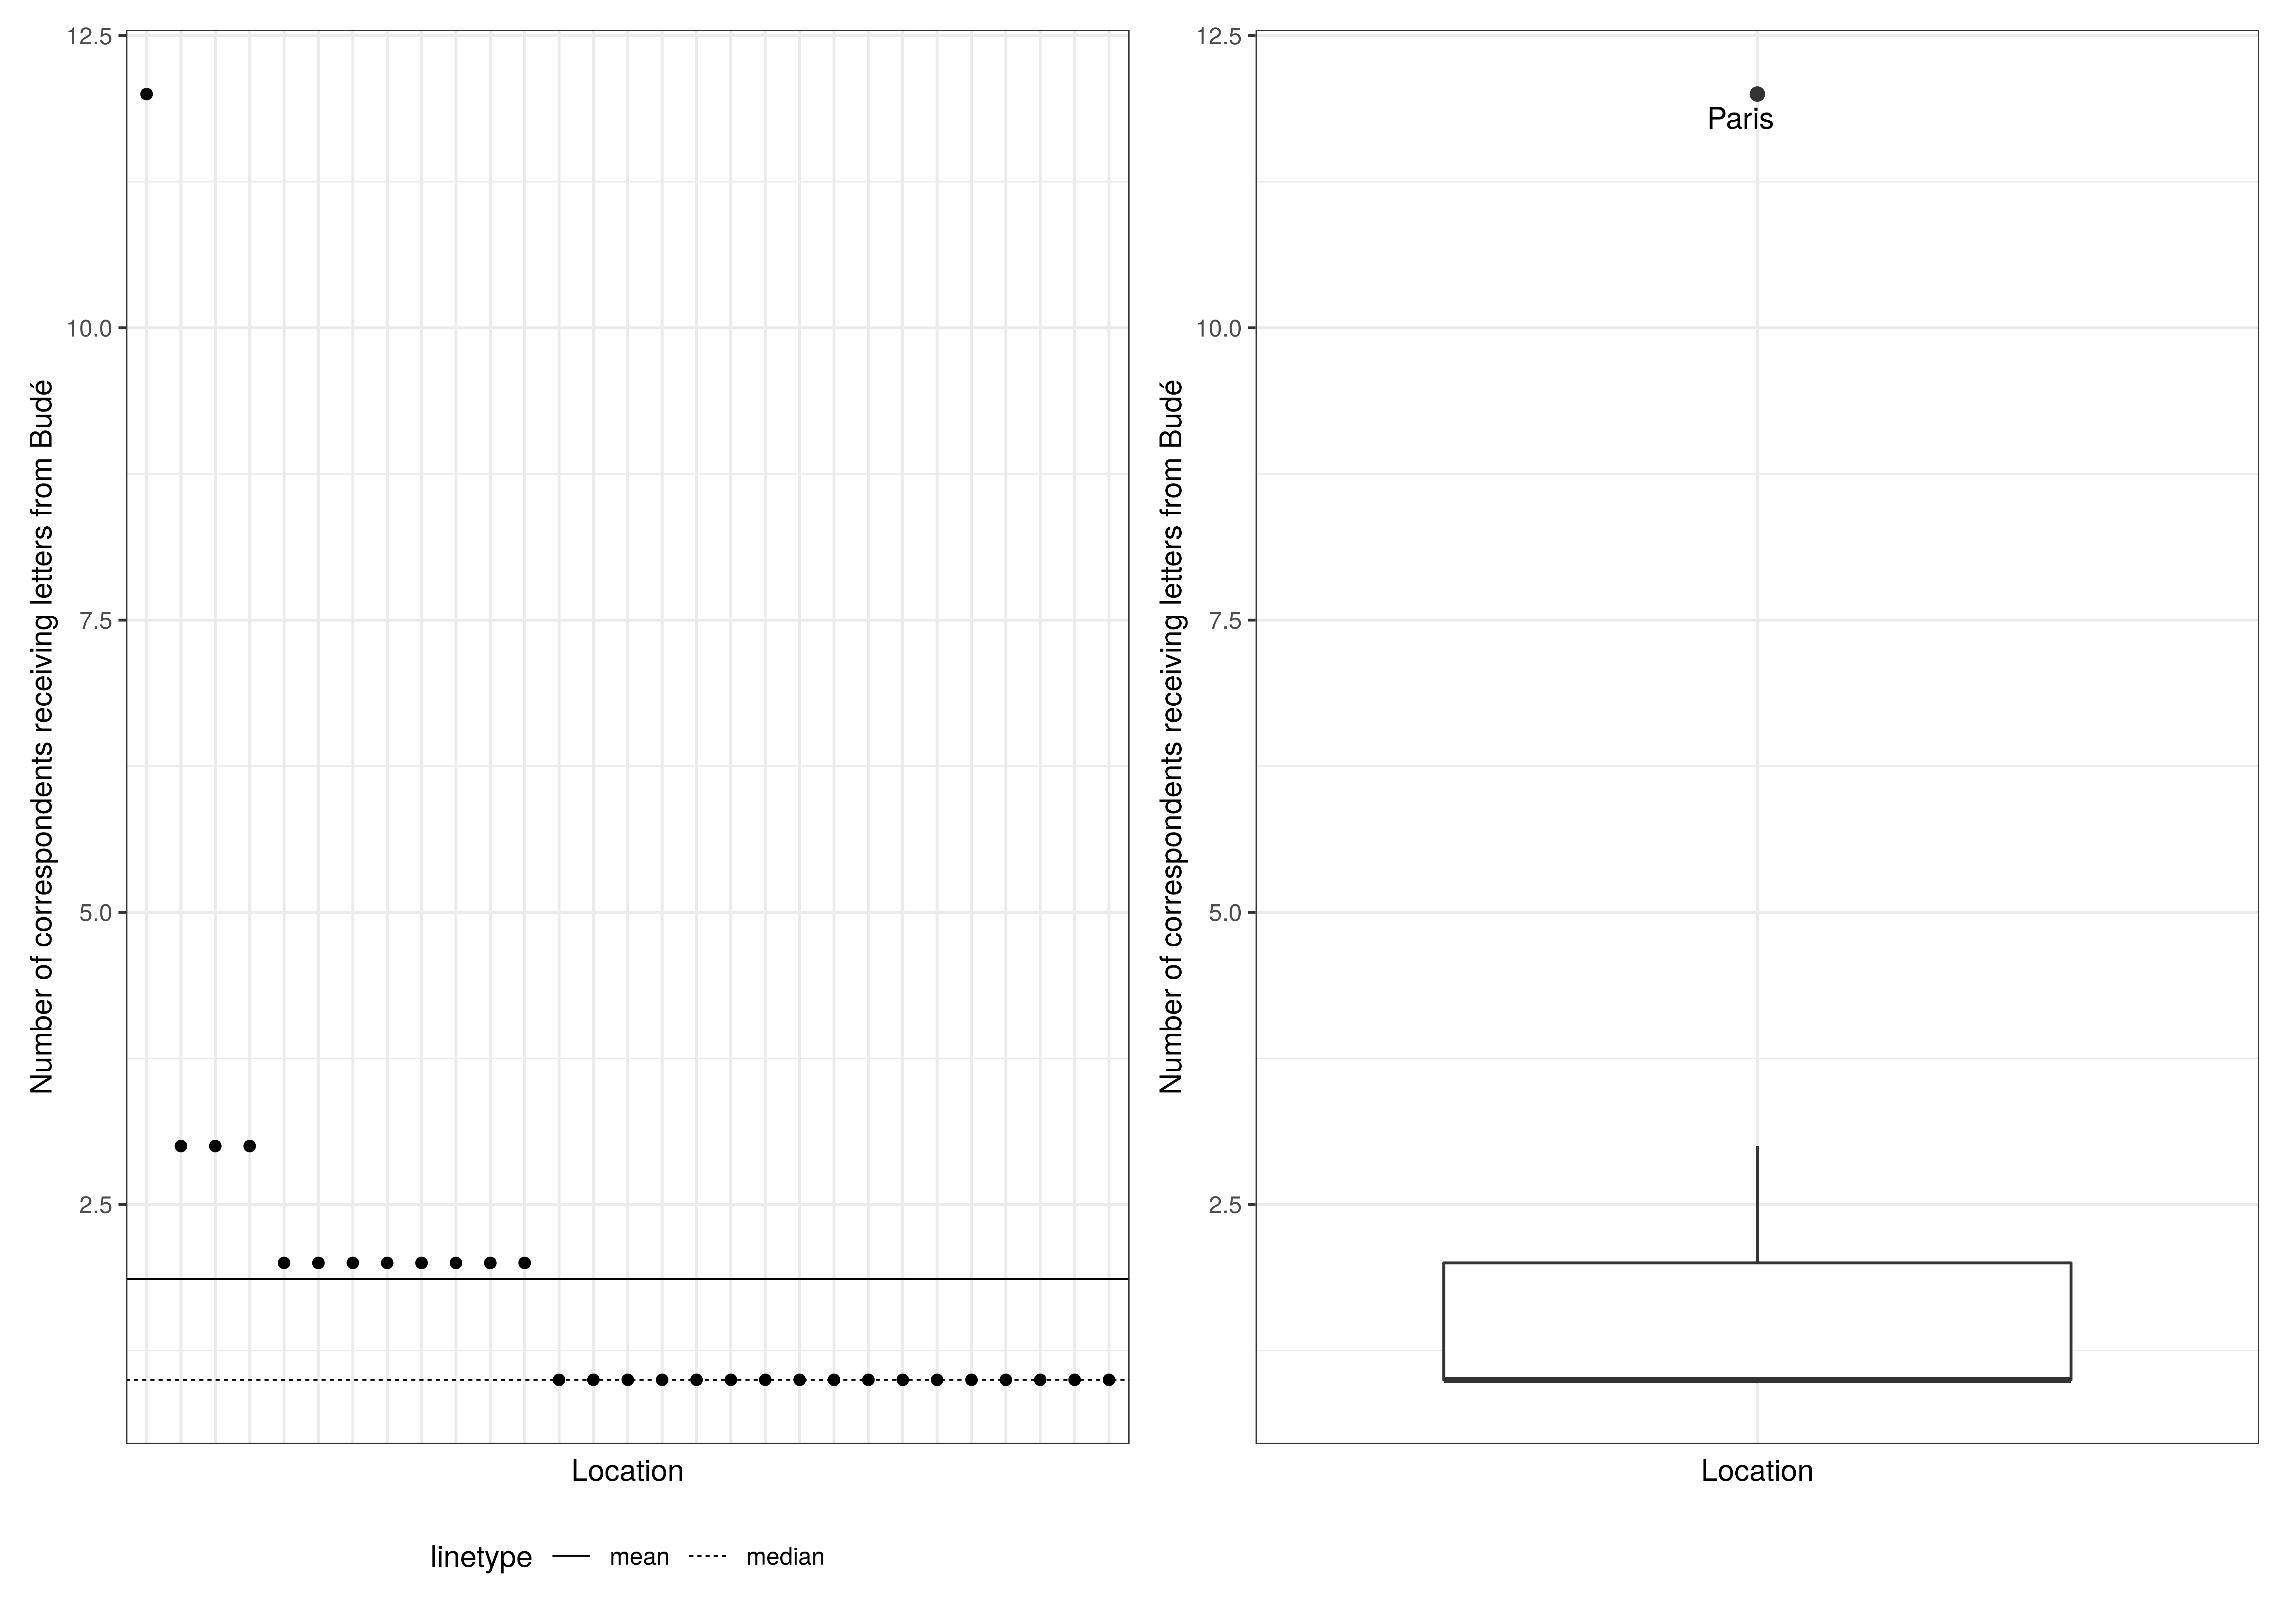 Number of correspondents receiving letters from Budé
12.5
10.0
7.5
5.0
2.5
Location
linetype mean median
Number of correspondents receiving letters from Budé
12.5
10.0
7.5
5.0
2.5
Paris
Location